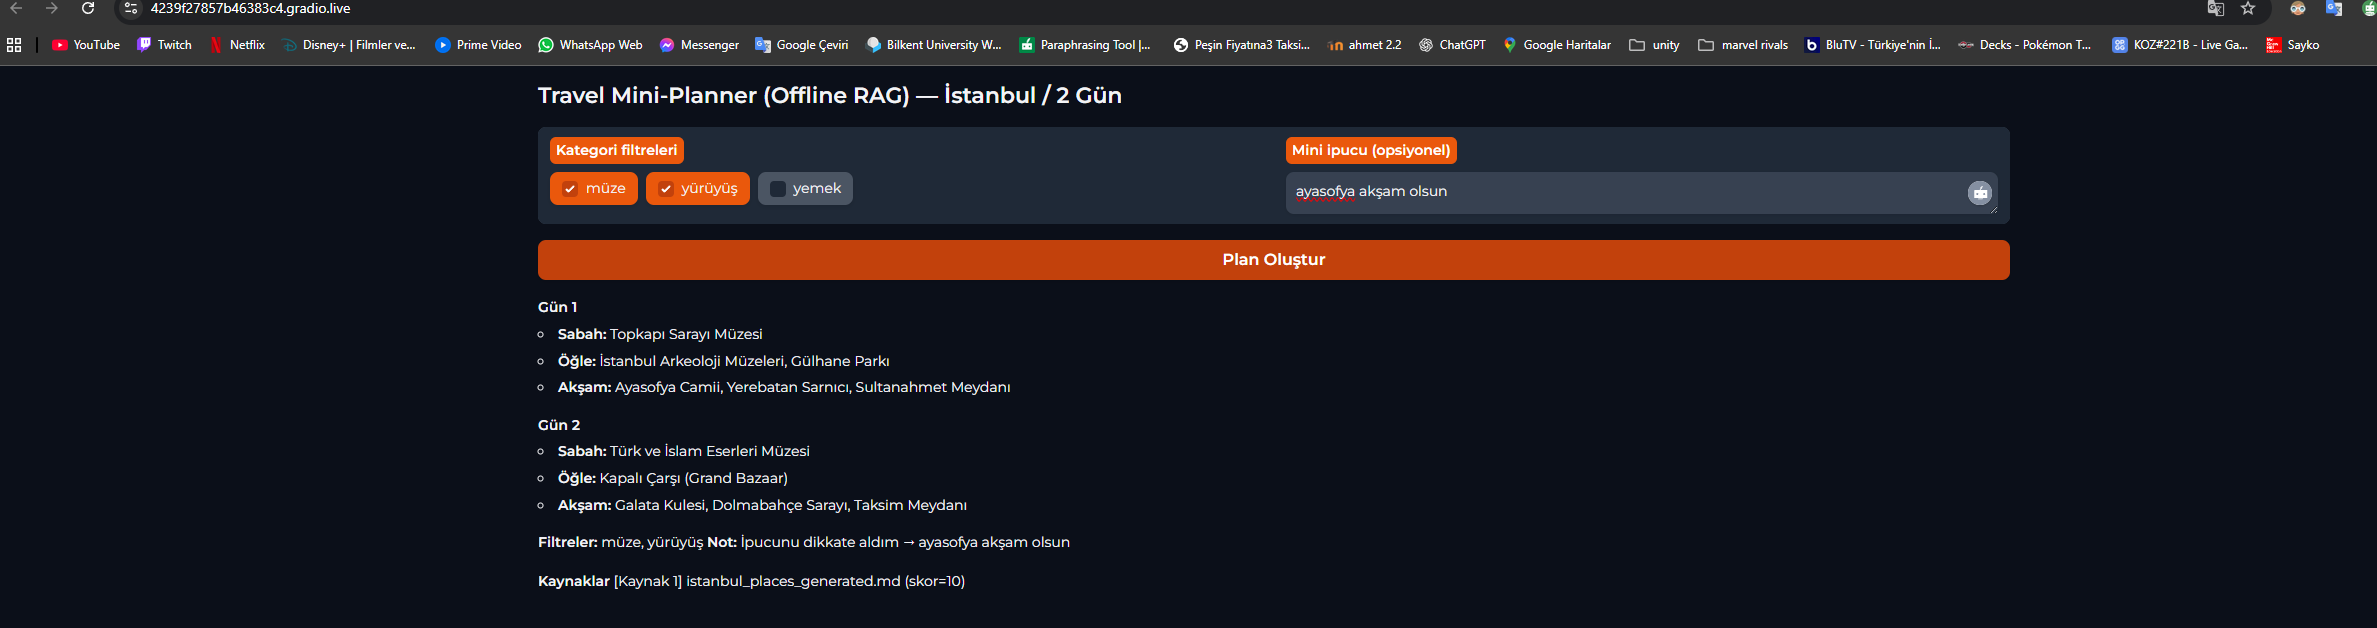 4239f27857b46383c4.gradio.live
YouTube Twitch Netflix Disney+ | Filmler ve... Prime Video WhatsApp Web Messenger Google Çeviri Bilkent University W... Paraphrasing Tool |... Peşin Fiyatına3 Taksi... ahmet 2.2 ChatGPT Google Haritalar unity marvel rivals BluTV - Türkiye'nin İ... Decks - Pokémon T... KOZ#221B - Live Ga... Sayko
Travel Mini-Planner (Offline RAG) — İstanbul / 2 Gün
Kategori filtreleri Mini ipucu (opsiyonel)
müze yürüyüş yemek ayasofya akşam olsun
Plan Oluştur
Gün 1
Sabah: Topkapı Sarayı Müzesi
Öğle: İstanbul Arkeoloji Müzeleri, Gülhane Parkı
Akşam: Ayasofya Camii, Yerebatan Sarnıcı, Sultanahmet Meydanı
Gün 2
Sabah: Türk ve İslam Eserleri Müzesi
Öğle: Kapalı Çarşı (Grand Bazaar)
Akşam: Galata Kulesi, Dolmabahçe Sarayı, Taksim Meydanı
Filtreler: müze, yürüyüş Not: İpucunu dikkate aldım → ayasofya akşam olsun
Kaynaklar [Kaynak 1] istanbul_places_generated.md (skor=10)